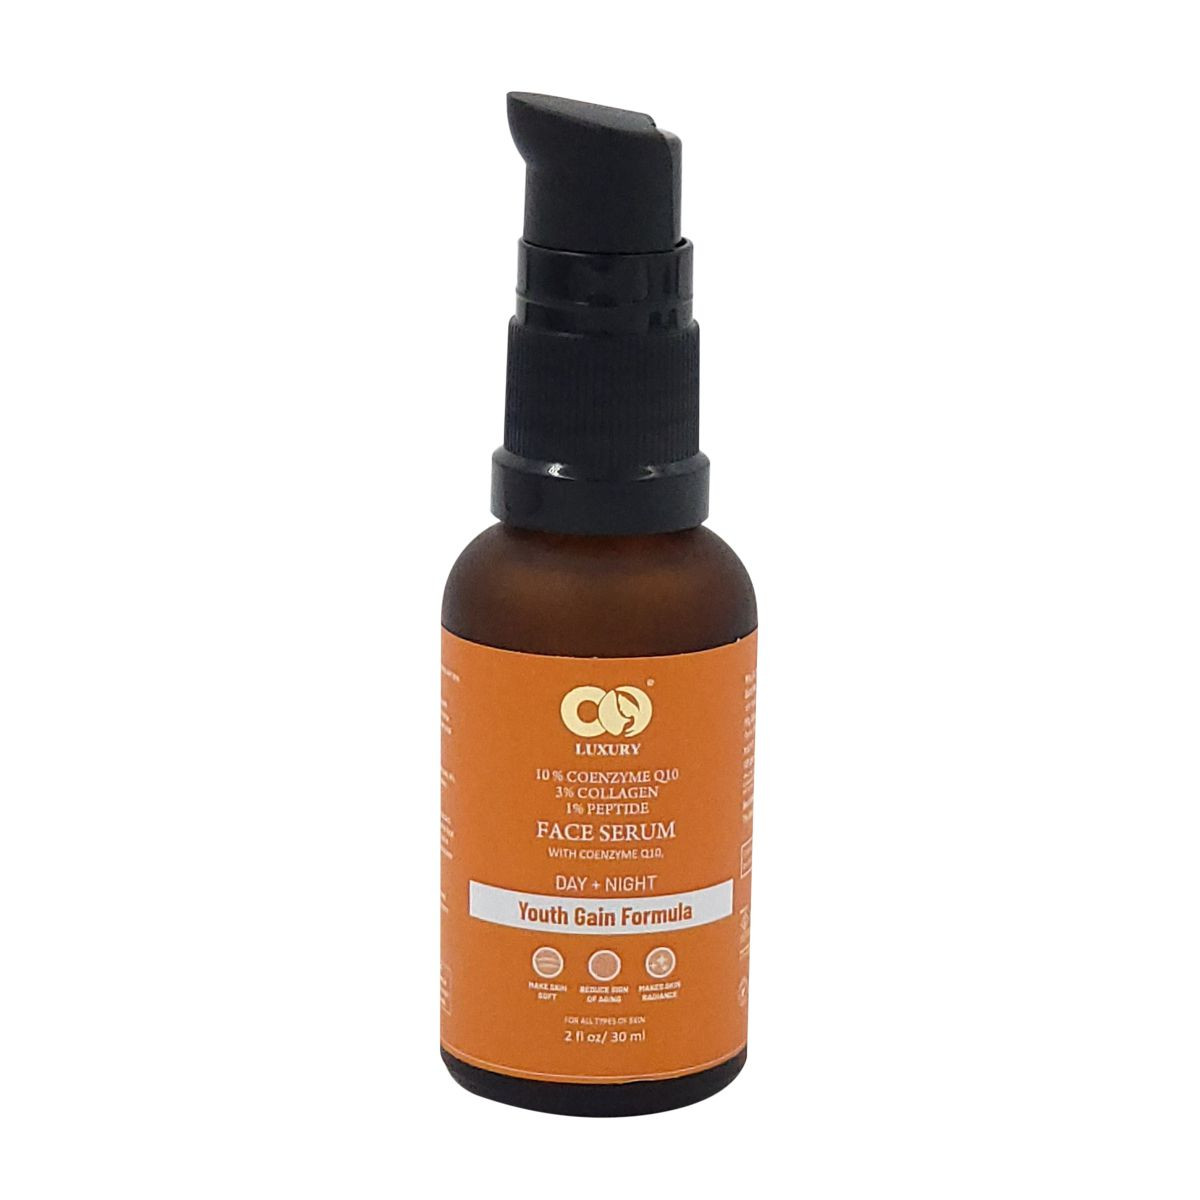 ®
LUXURY
10 % COENZYME Q10
3% COLLAGEN
1% PEPTIDE
FACE SERUM
WITH COENZYME Q10,
DAY + NIGHT
Youth Gain Formula
MAKE SKIN
SOFT
REDUCE SIGN
OF AGING
MAKES SKIN
RADIANCE
FOR ALL TYPES OF SKIN
2 fl oz/ 30 ml